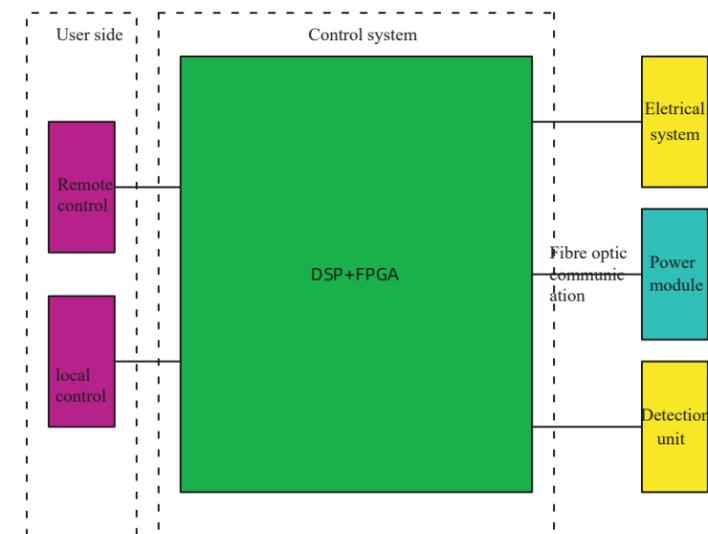 User side
Control system
Remote
control
local
control
DSP+FPGA
Eletrical
system
Fibre optic
communic
ation
Power
module
Detection
unit